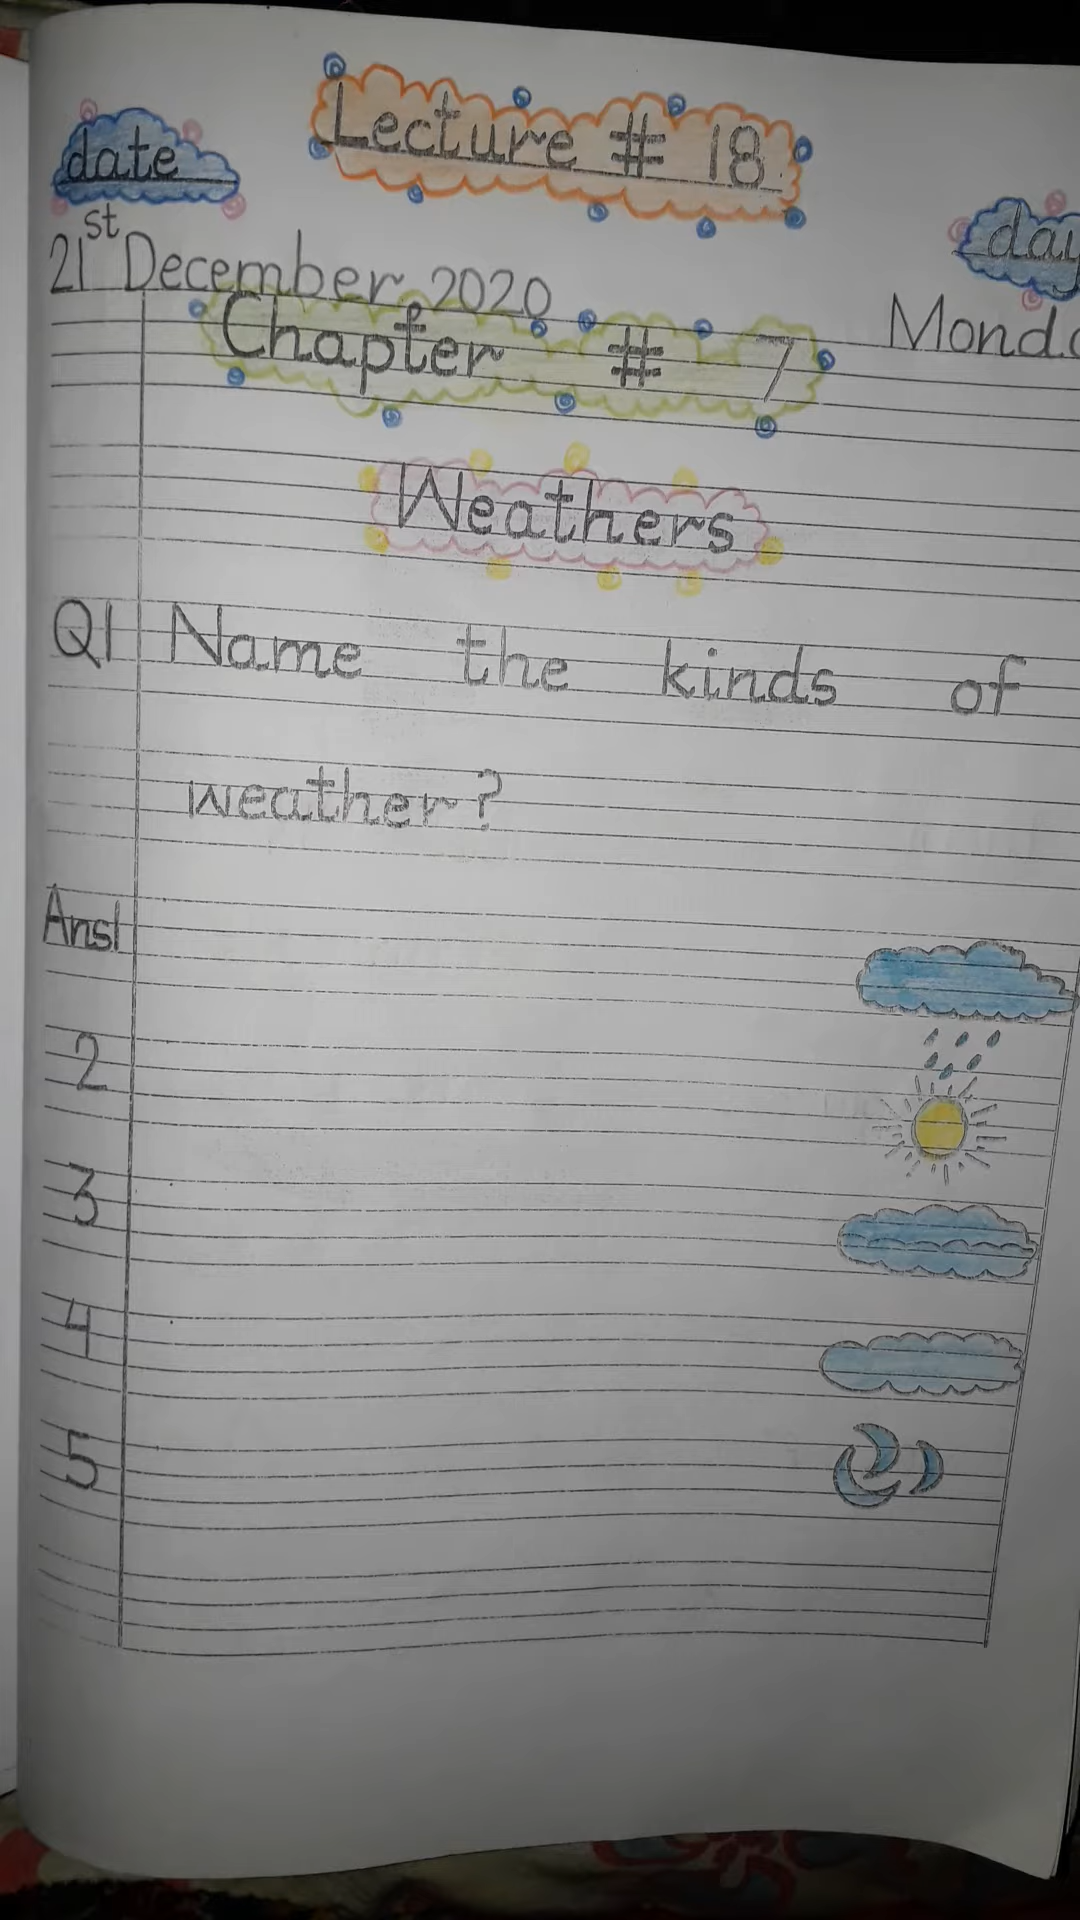 Lecture # 18
date
day
21st December, 2020
Chapter # 7
Weathers
Q1 Name the kinds of
weather?
Ans1
2
3
4
5